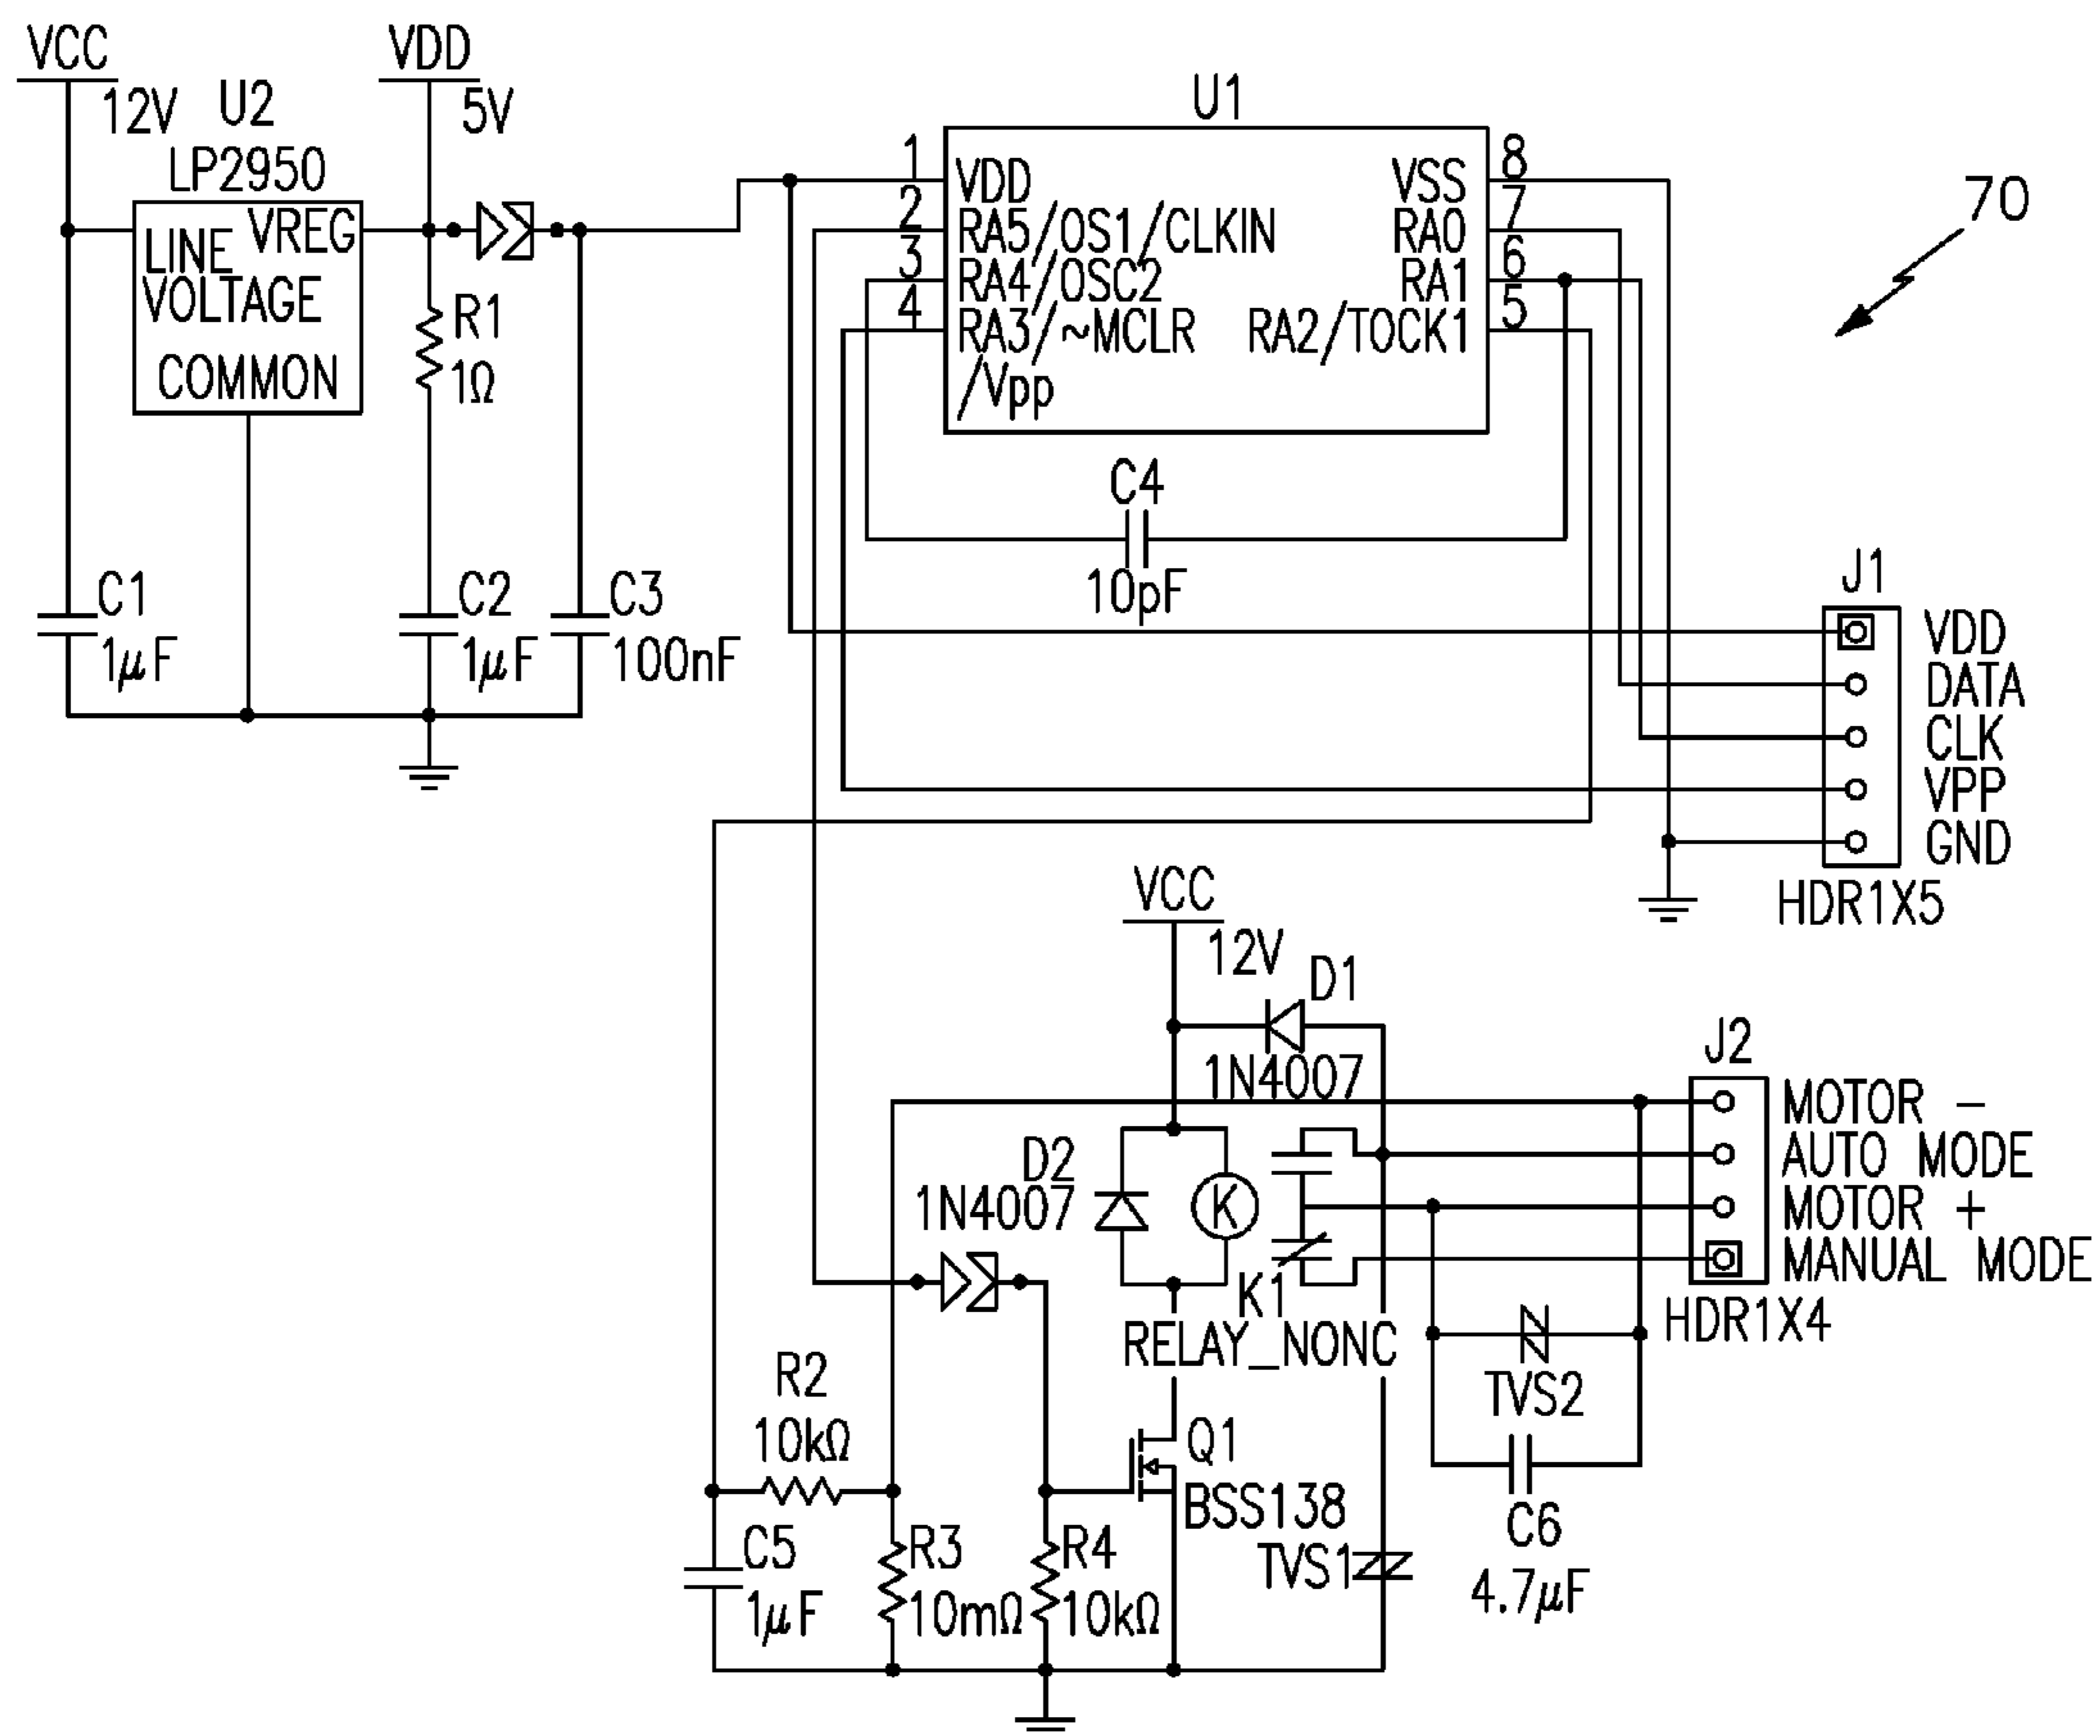 VCC
12V
VDD
5V
U2
LP2950
LINE
VREG
VOLTAGE
COMMON
R1
1Ω
C1
1μF
C2
1μF
C3
100nF
U1
1
2
3
4
VDD
RA5/OS1/CLKIN
RA4/OSC2
RA3/~MCLR
/Vpp
VSS
RA0
RA1
RA2/TOCK1
8
7
6
5
70
C4
10pF
J1
VDD
DATA
CLK
VPP
GND
HDR1X5
VCC
12V
D1
1N4007
D2
1N4007
K
K1
RELAY_NONC
J2
MOTOR -
AUTO MODE
MOTOR +
MANUAL MODE
HDR1X4
TVS2
C6
4.7μF
R2
10kΩ
C5
1μF
R3
10mΩ
R4
10kΩ
Q1
BSS138
TVS1